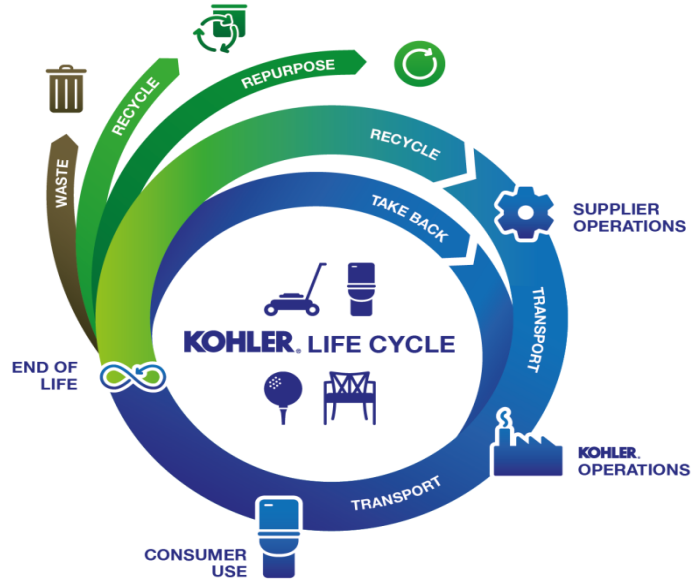 REPURPOSE
RECYCLE
WASTE
RECYCLE
TAKE BACK
SUPPLIER
OPERATIONS
TRANSPORT
KOHLER. LIFE CYCLE
END OF
LIFE
KOHLER.
OPERATIONS
TRANSPORT
CONSUMER
USE